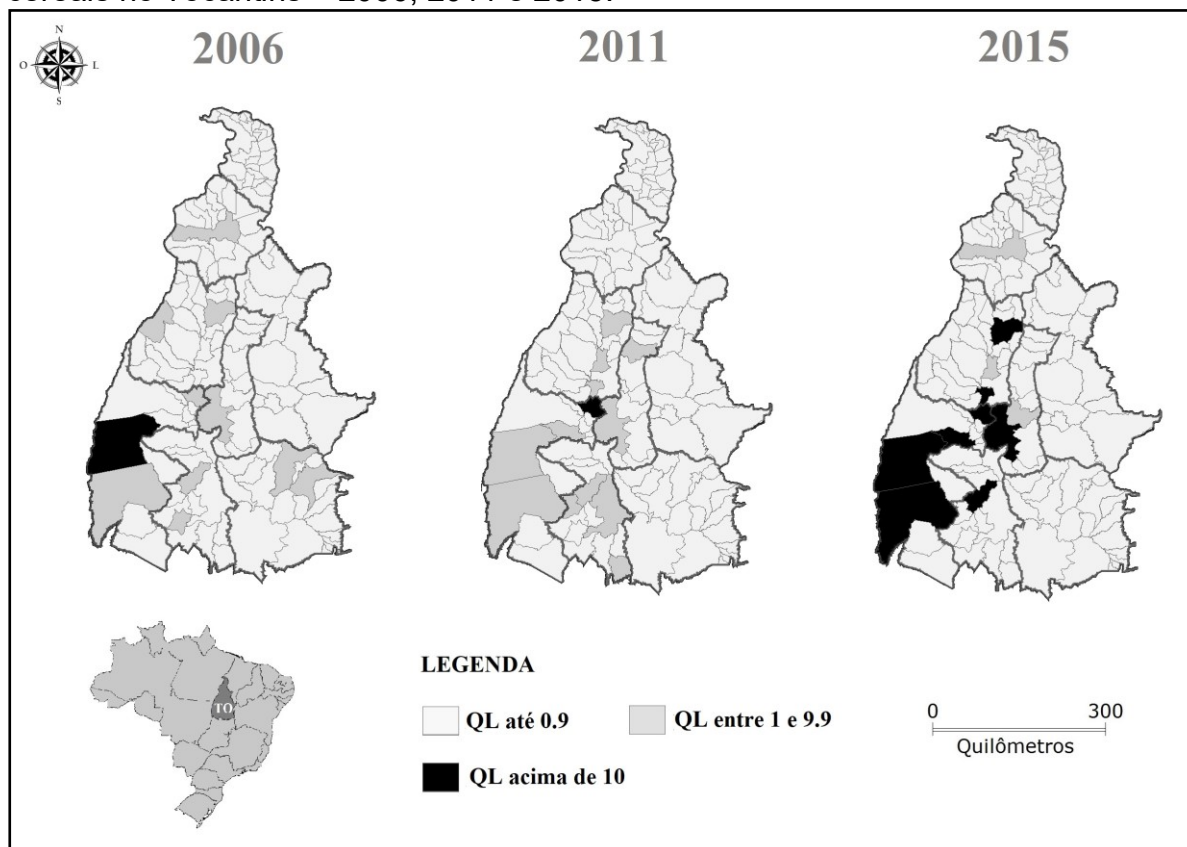 cereais no Tocantins – 2006, 2011 e 2015.
2006 2011 2015
N
O L
S
TO
LEGENDA
QL até 0.9 QL entre 1 e 9.9
QL acima de 10
0 300
Quilômetros